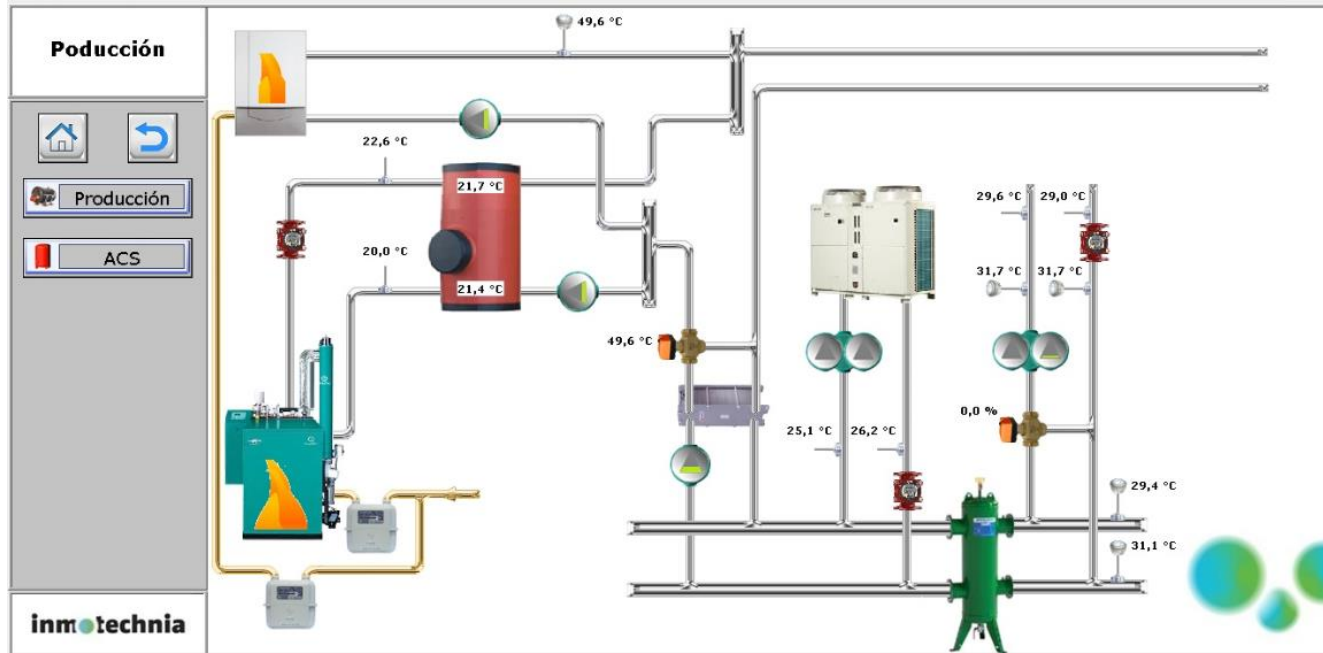 Poducción
Producción
ACS
inmotechnia
49,6 °C
22,6 °C
21,7 °C
20,0 °C
21,4 °C
49,6 °C
29,6 °C
29,0 °C
31,7 °C
31,7 °C
0,0 %
25,1 °C
26,2 °C
29,4 °C
31,1 °C